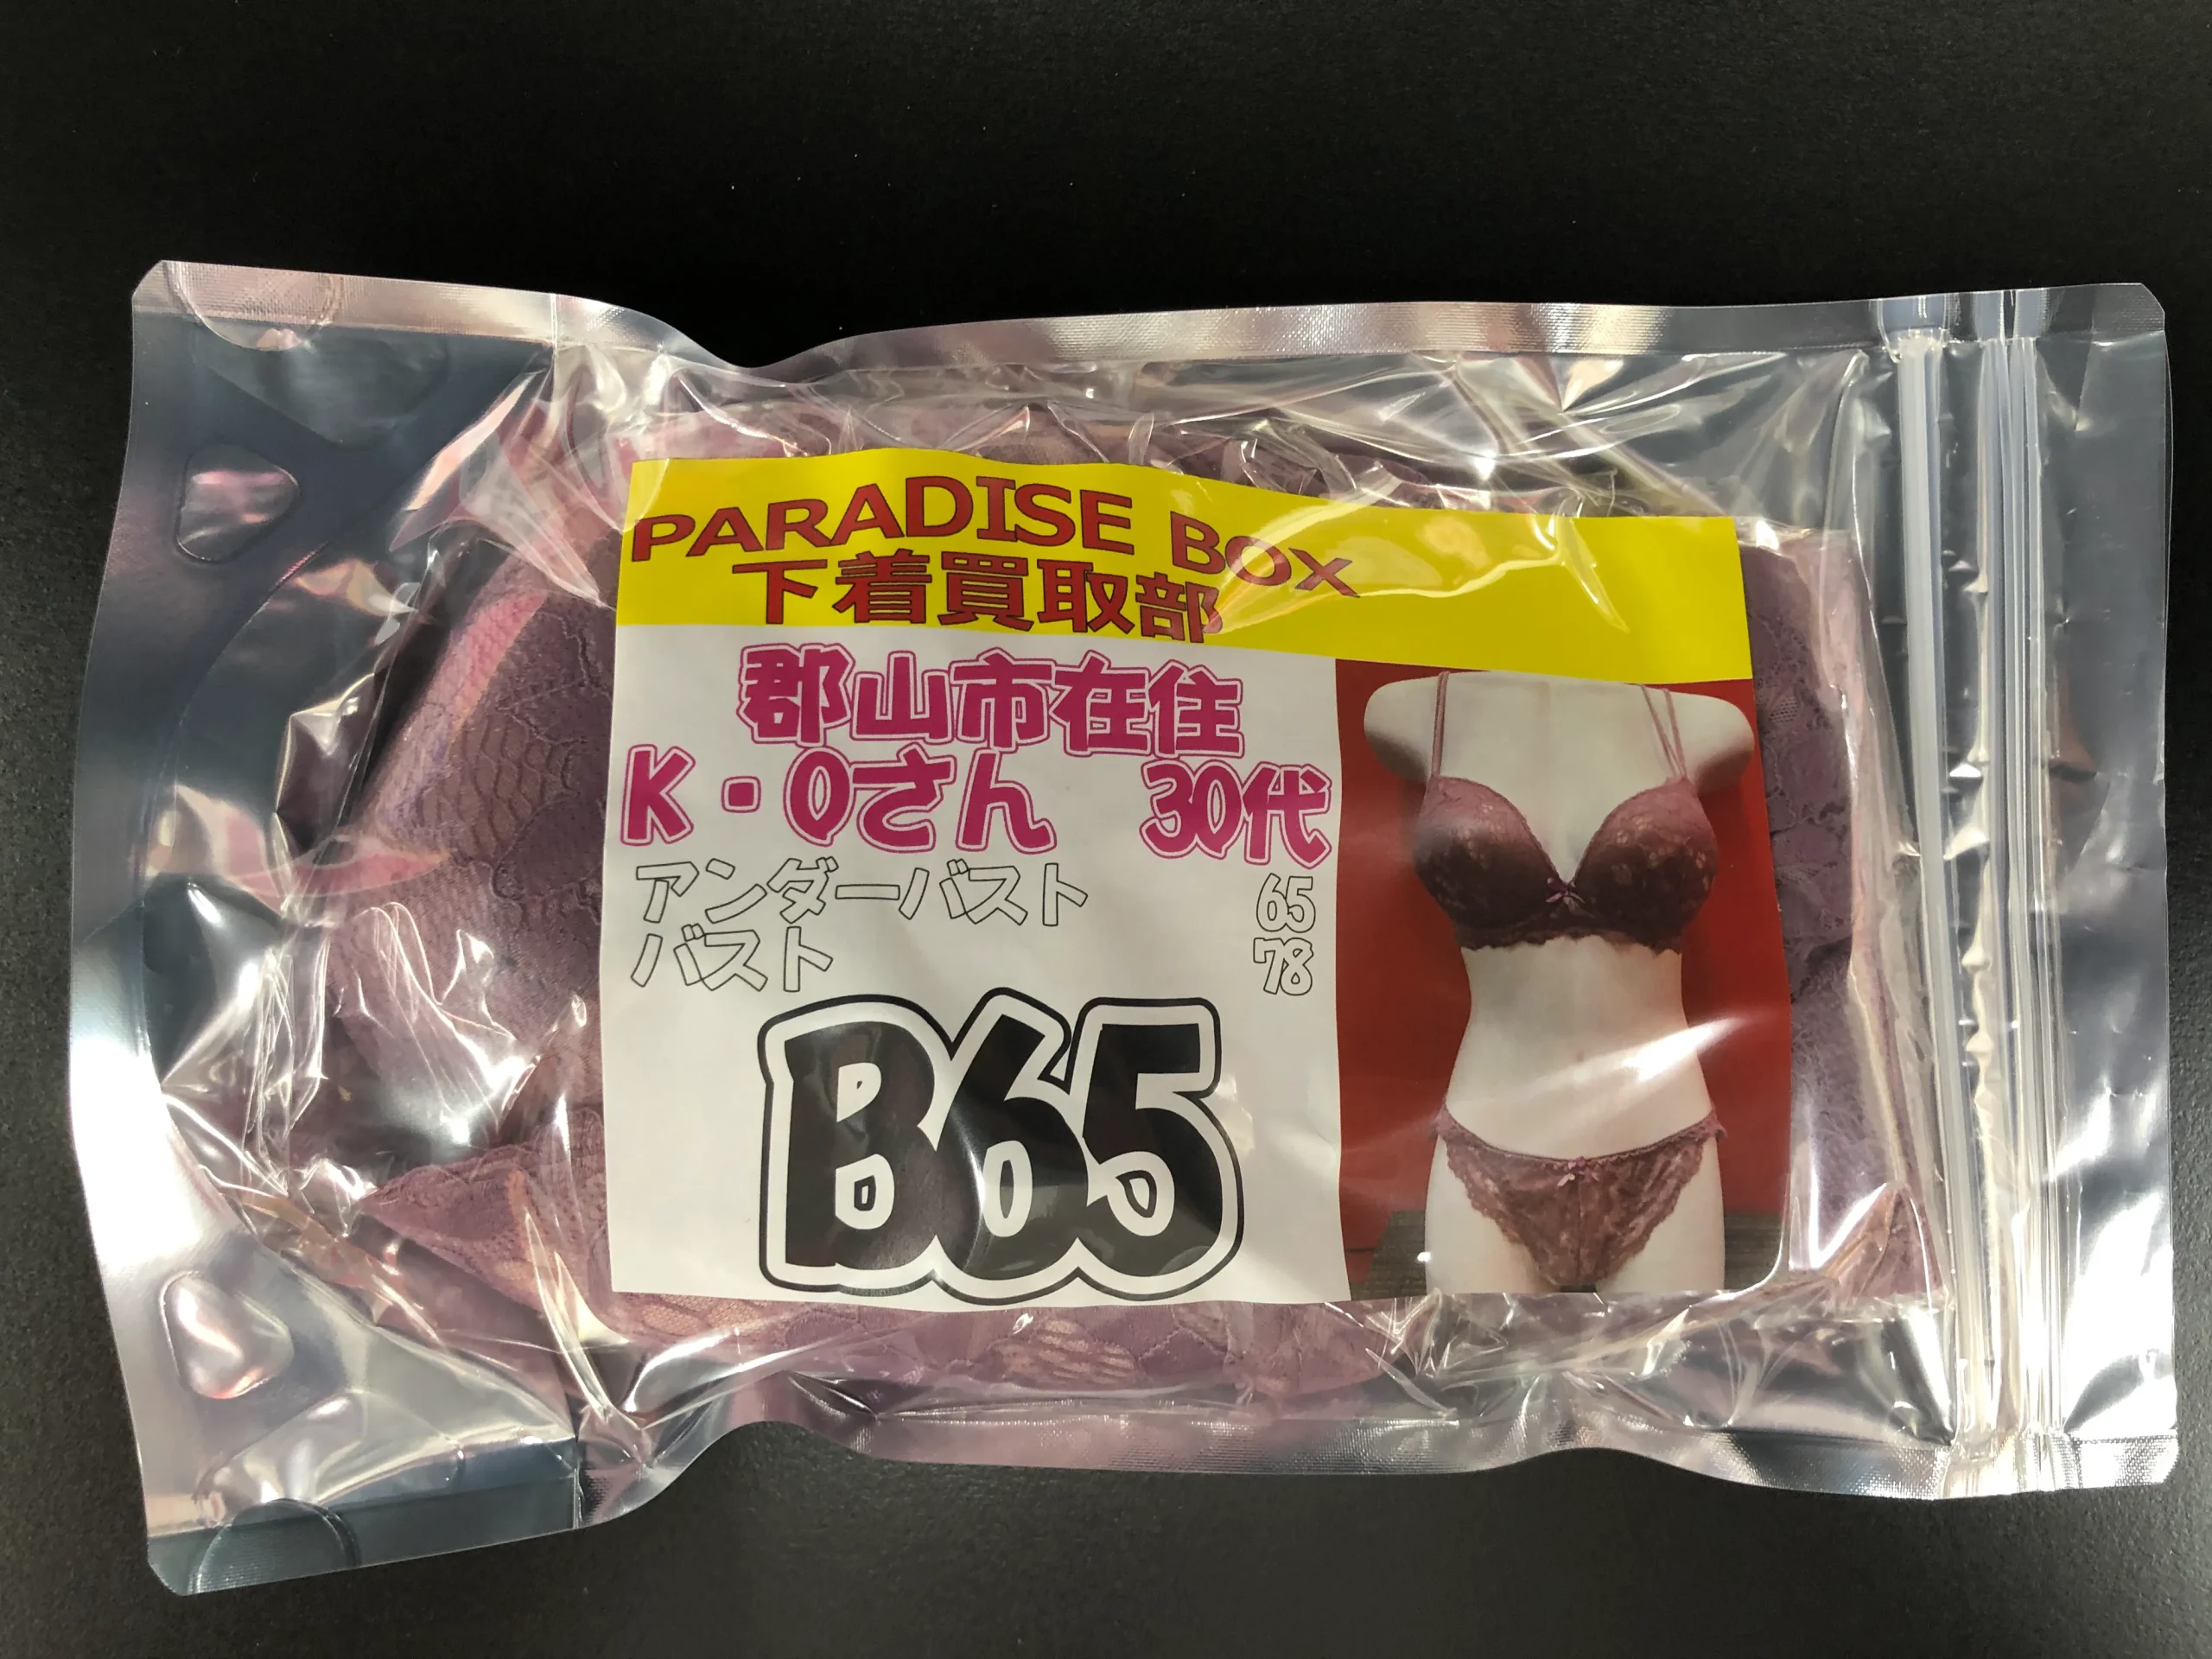 PARADISE BOX
下着買取部
郡山市在住
K・Oさん 30代
アンダーバスト 65
バスト 78
B65